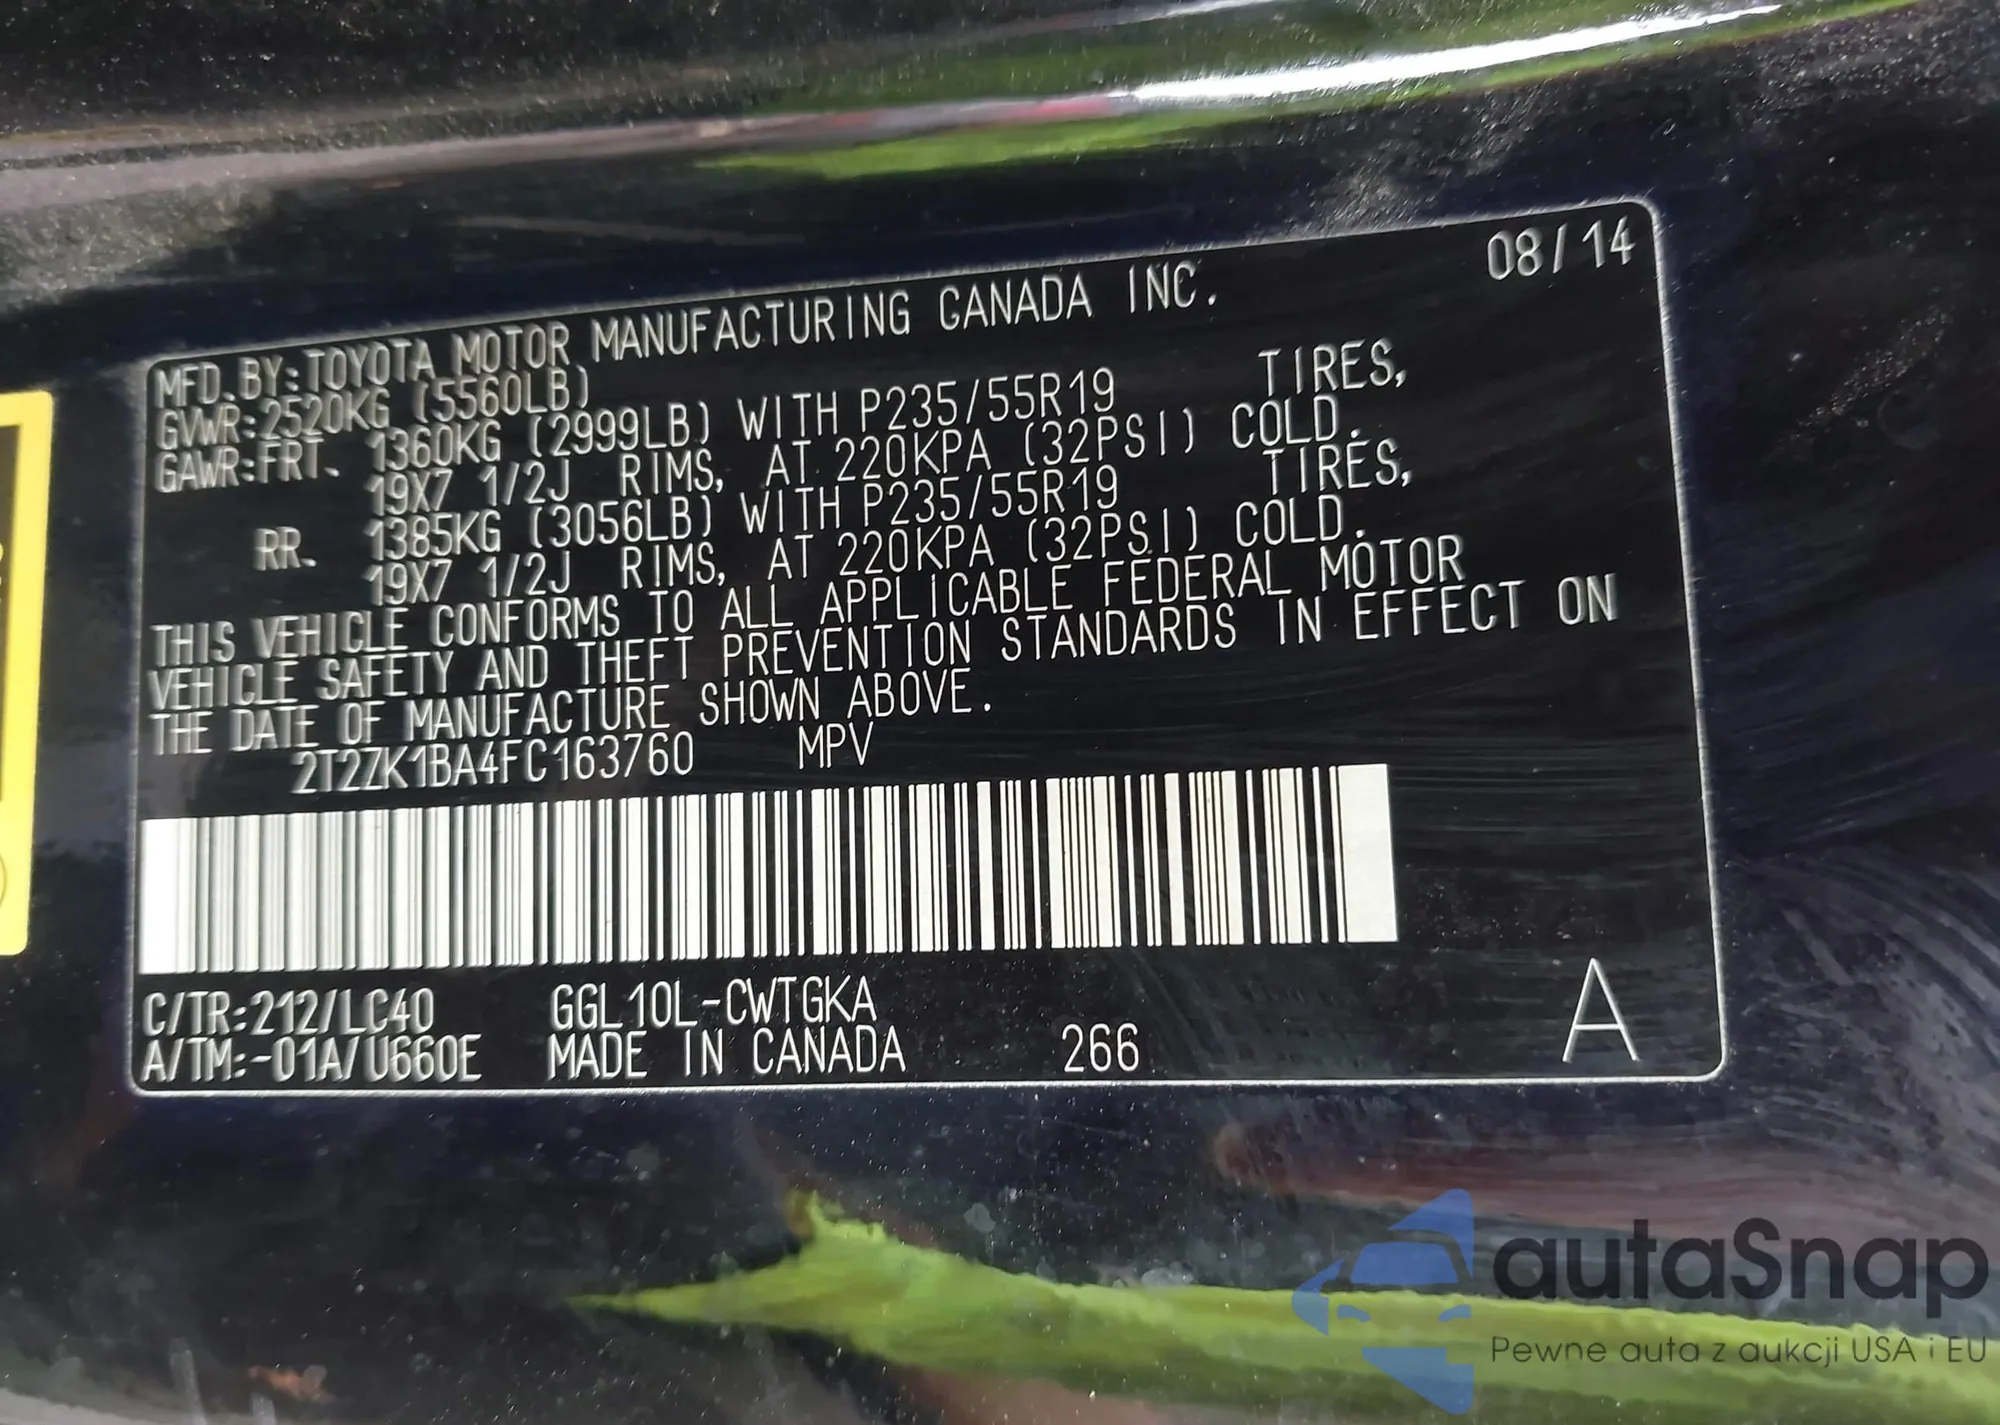 08/14
MFD. BY: TOYOTA MOTOR MANUFACTURING CANADA INC.
GVWR: 2520KG (5560LB)
GAWR: FRT. 1360KG (2999LB) WITH P235/55R19 TIRES,
19X7 1/2J RIMS, AT 220KPA (32PSI) COLD.
RR. 1385KG (3056LB) WITH P235/55R19 TIRES,
19X7 1/2J RIMS, AT 220KPA (32PSI) COLD.
THIS VEHICLE CONFORMS TO ALL APPLICABLE FEDERAL MOTOR
VEHICLE SAFETY AND THEFT PREVENTION STANDARDS IN EFFECT ON
THE DATE OF MANUFACTURE SHOWN ABOVE.
2T2ZK1BA4FC163760 MPV
C/TR:212/LC40 GGL10L-CWTGKA
A/TM:-01A/U660E MADE IN CANADA 266 A
autaSnap
Pewne auta z aukcji USA i EU